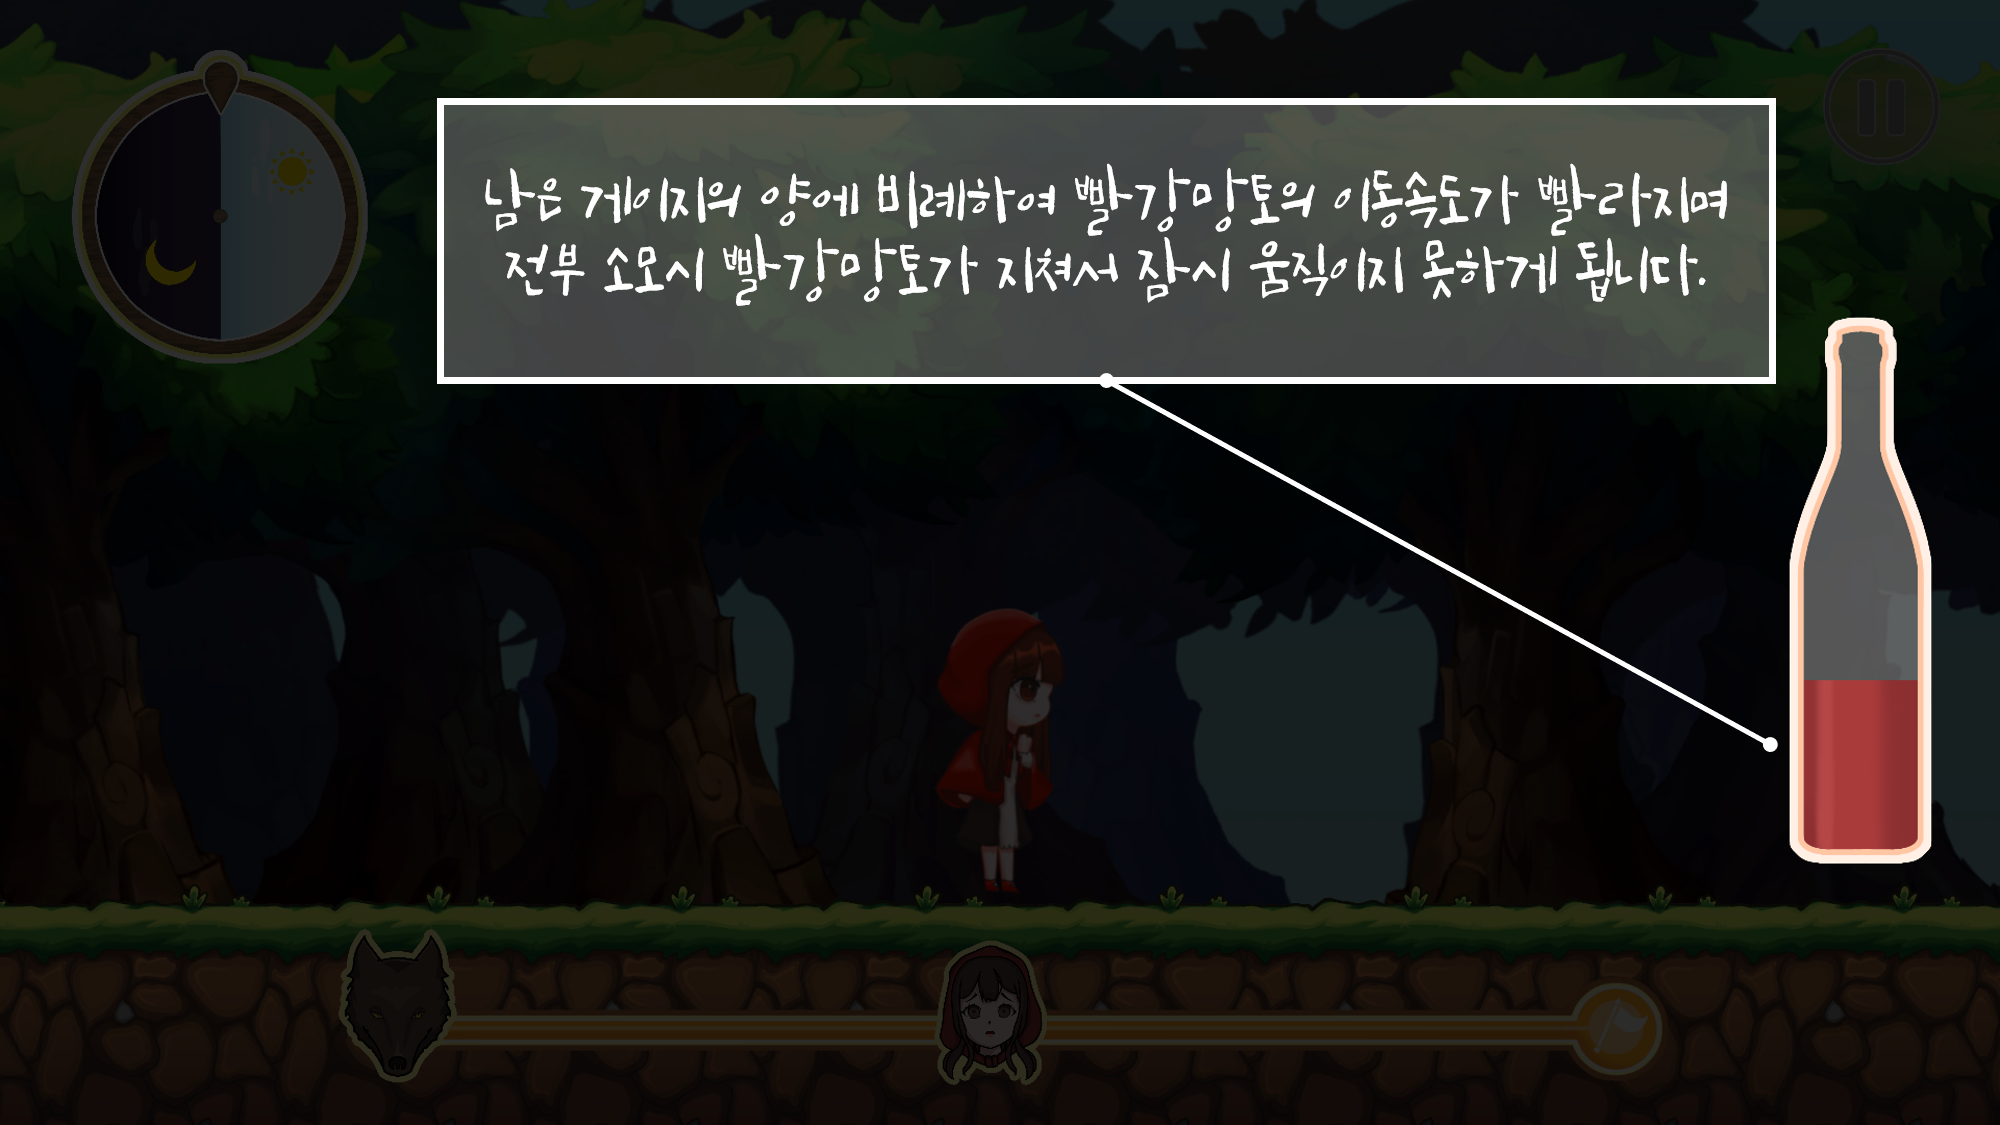 남은 게이지의 양에 비례하여 빨강망토의 이동속도가 빨라지며
전부 소모시 빨강망토가 지쳐서 잠시 움직이지 못하게 됩니다.